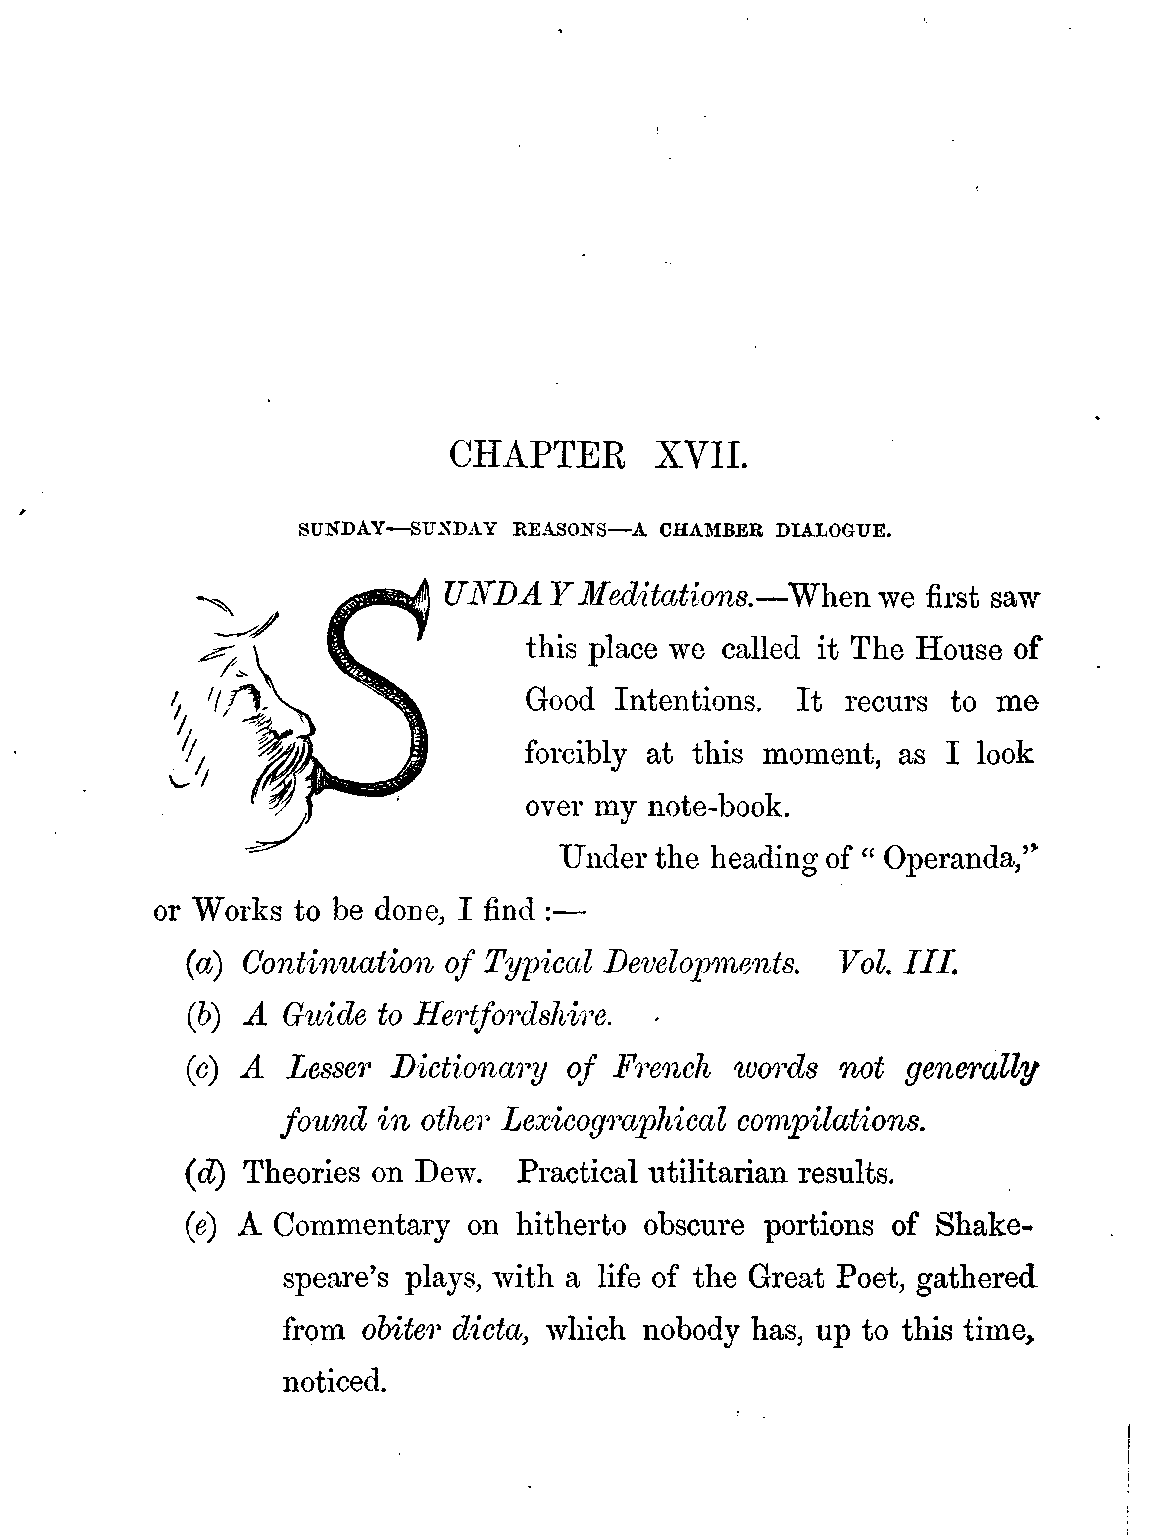 CHAPTER XVII.
SUNDAY—SUNDAY REASONS—A CHAMBER DIALOGUE.
SUNDAY Meditations.—When we first saw
this place we called it The House of
Good Intentions. It recurs to me
forcibly at this moment, as I look
over my note-book.
Under the heading of “Operanda,”
or Works to be done, I find :—
(a) Continuation of Typical Developments. Vol. III.
(b) A Guide to Hertfordshire.
(c) A Lesser Dictionary of French words not generally
found in other Lexicographical compilations.
(d) Theories on Dew. Practical utilitarian results.
(e) A Commentary on hitherto obscure portions of Shake-
speare’s plays, with a life of the Great Poet, gathered
from obiter dicta, which nobody has, up to this time,
noticed.